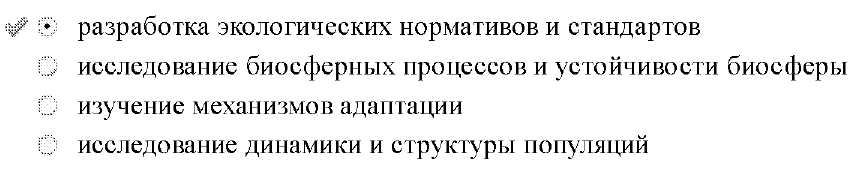 разработка экологических нормативов и стандартов
исследование биосферных процессов и устойчивости биосферы
изучение механизмов адаптации
исследование динамики и структуры популяций